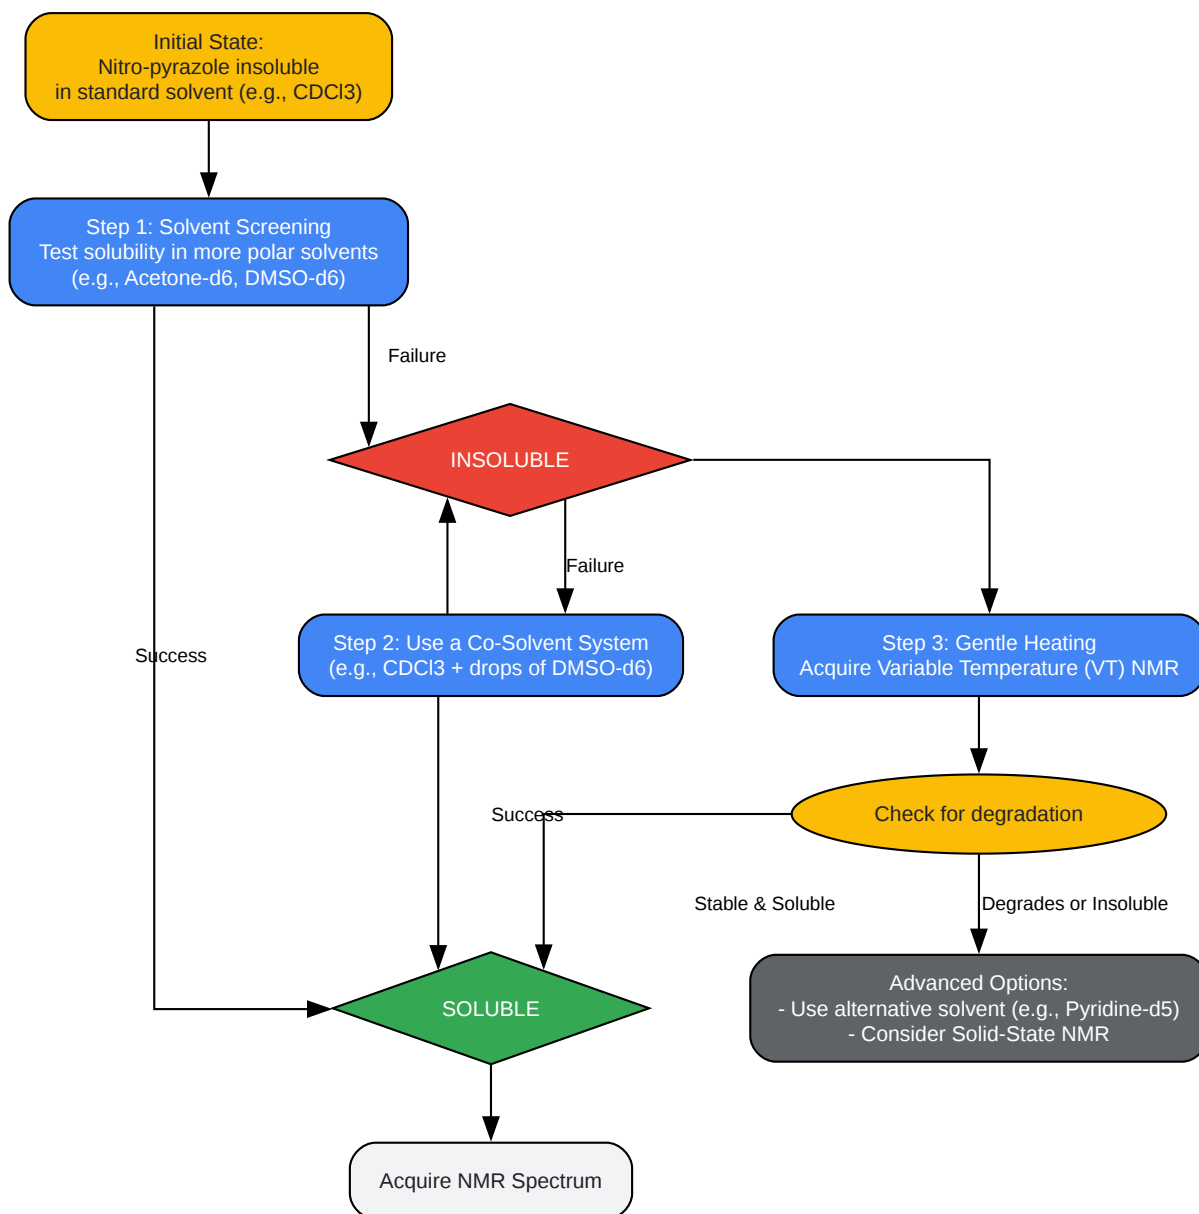 Initial State:
Nitro-pyrazole insoluble
in standard solvent (e.g., CDCl3)
Step 1: Solvent Screening
Test solubility in more polar solvents
(e.g., Acetone-d6, DMSO-d6)
Failure
INSOLUBLE
Failure
Success
Step 2: Use a Co-Solvent System
(e.g., CDCl3 + drops of DMSO-d6)
Step 3: Gentle Heating
Acquire Variable Temperature (VT) NMR
Success
Check for degradation
Stable & Soluble
Degrades or Insoluble
SOLUBLE
Advanced Options:
- Use alternative solvent (e.g., Pyridine-d5)
- Consider Solid-State NMR
Acquire NMR Spectrum